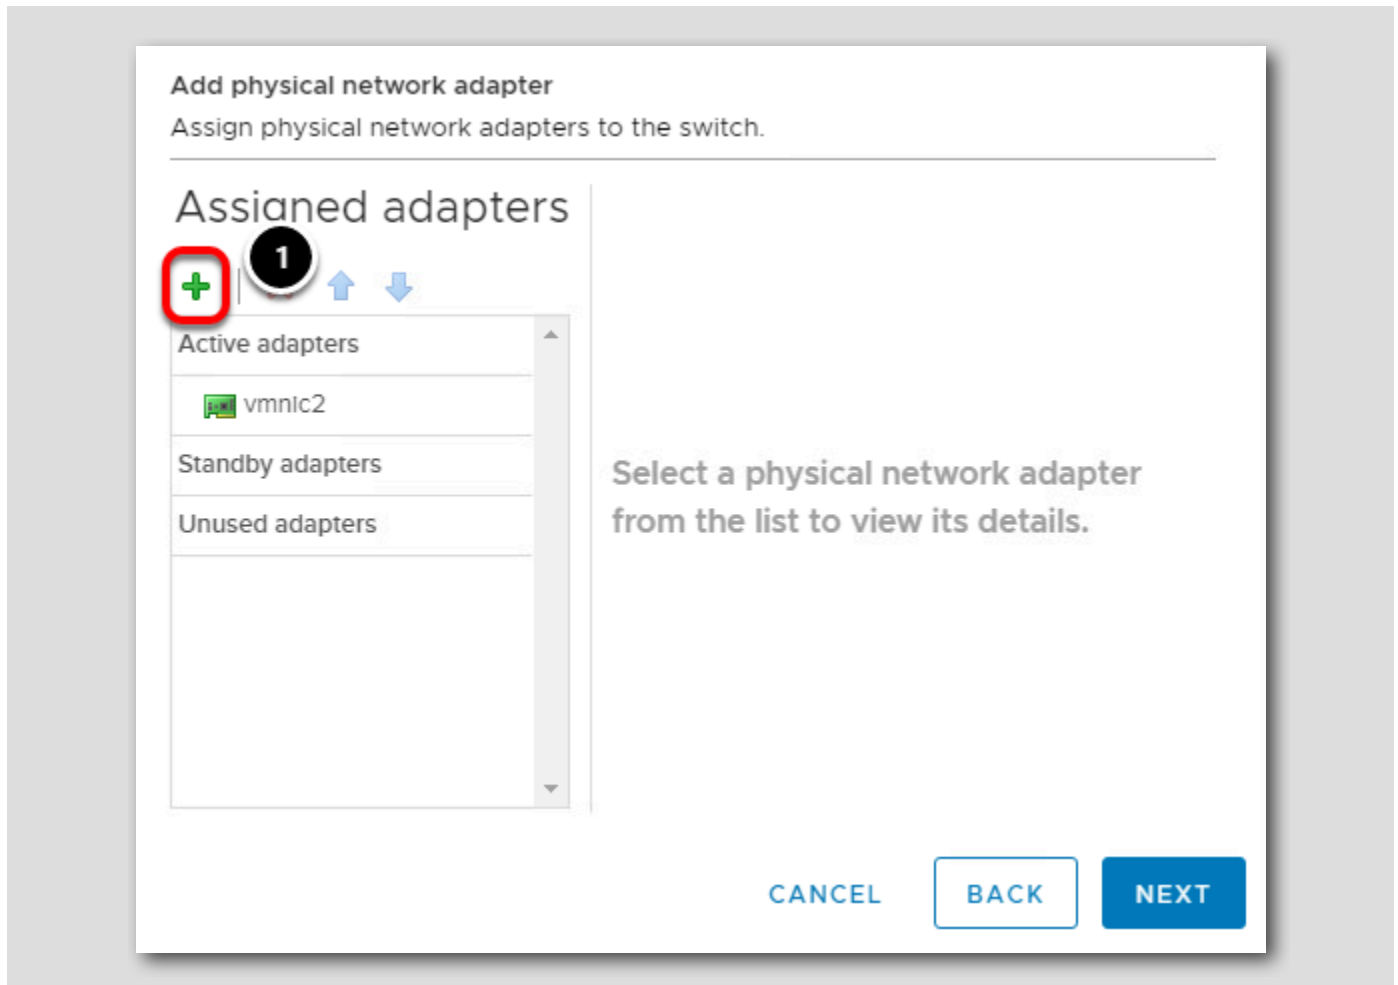 Add physical network adapter
Assign physical network adapters to the switch.
Assigned adapters
1
Active adapters
vmnic2
Standby adapters
Unused adapters
Select a physical network adapter
from the list to view its details.
CANCEL
BACK
NEXT